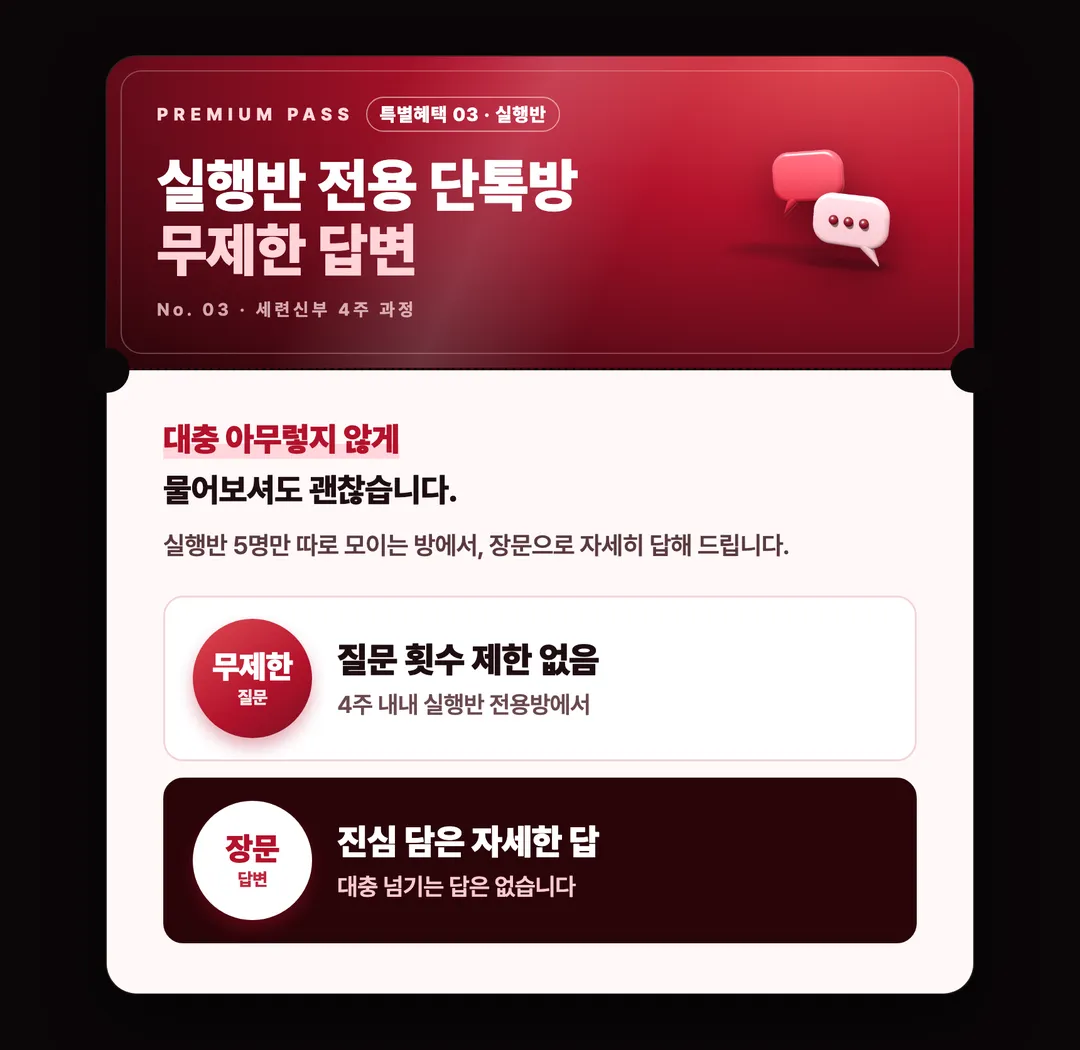 PREMIUM PASS 특별혜택 03 · 실행반
실행반 전용 단톡방
무제한 답변
No. 03 · 세련신부 4주 과정
대충 아무렇지 않게
물어보셔도 괜찮습니다.
실행반 5명만 따로 모이는 방에서, 장문으로 자세히 답해 드립니다.
무제한
질문
질문 횟수 제한 없음
4주 내내 실행반 전용방에서
장문
답변
진심 담은 자세한 답
대충 넘기는 답은 없습니다